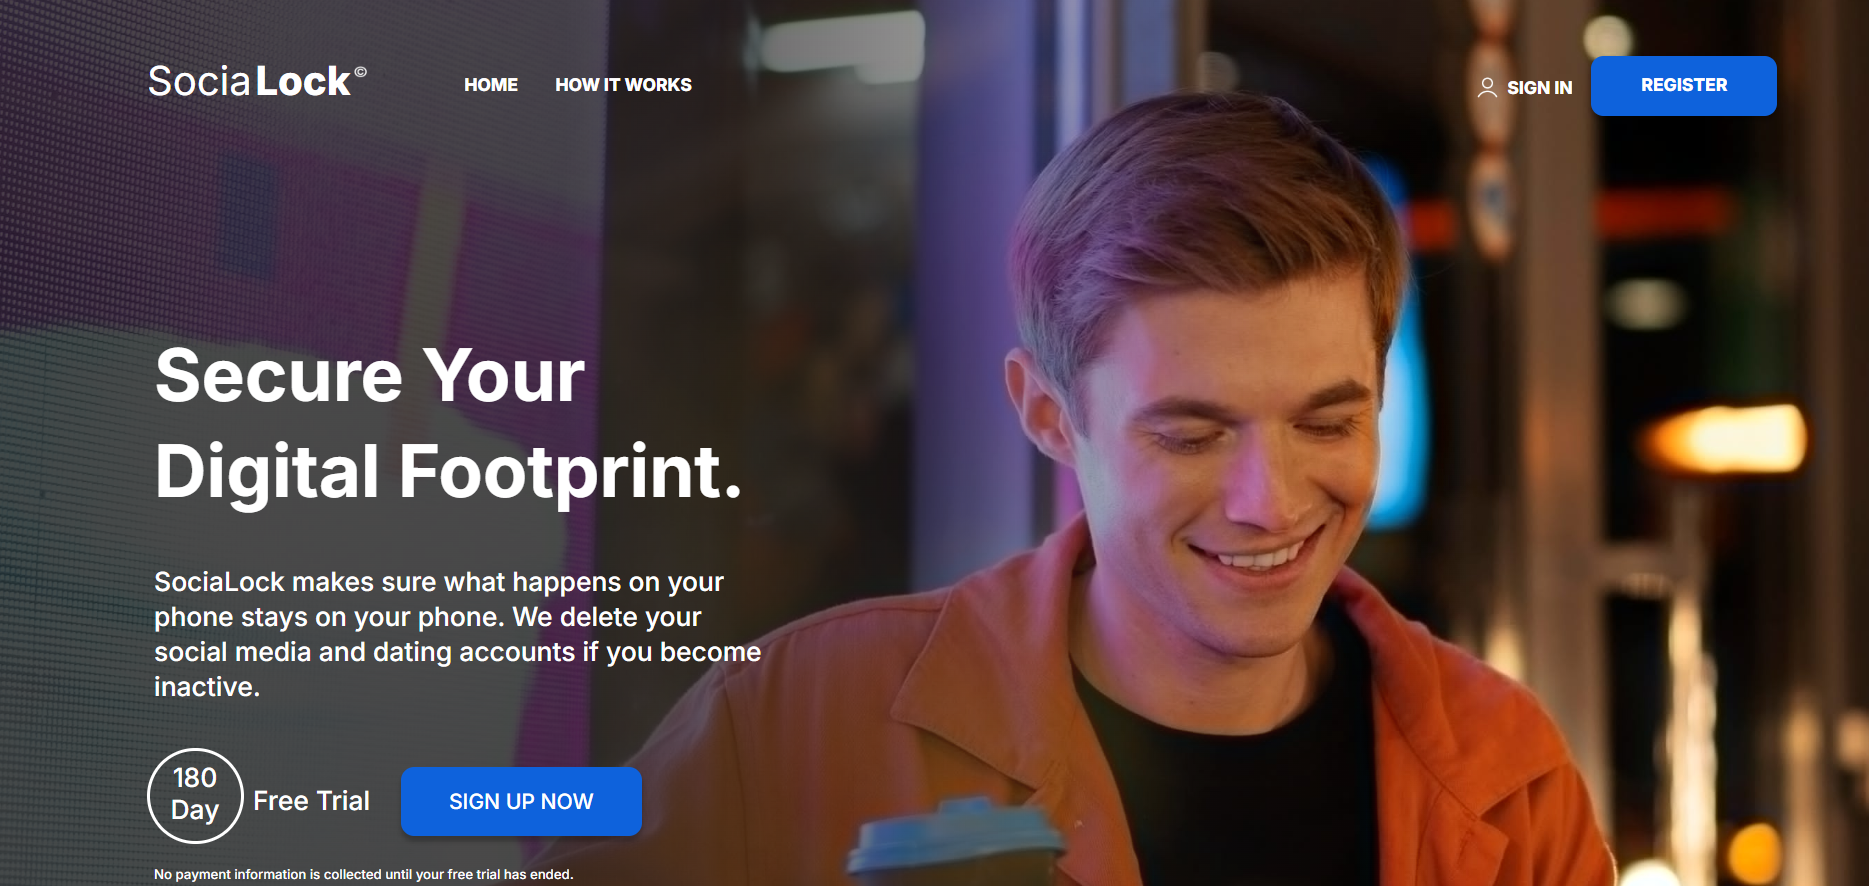 SociaLock©
HOME
HOW IT WORKS
SIGN IN
REGISTER
Secure Your
Digital Footprint.
SociaLock makes sure what happens on your
phone stays on your phone. We delete your
social media and dating accounts if you become
inactive.
180
Day
Free Trial
SIGN UP NOW
No payment information is collected until your free trial has ended.